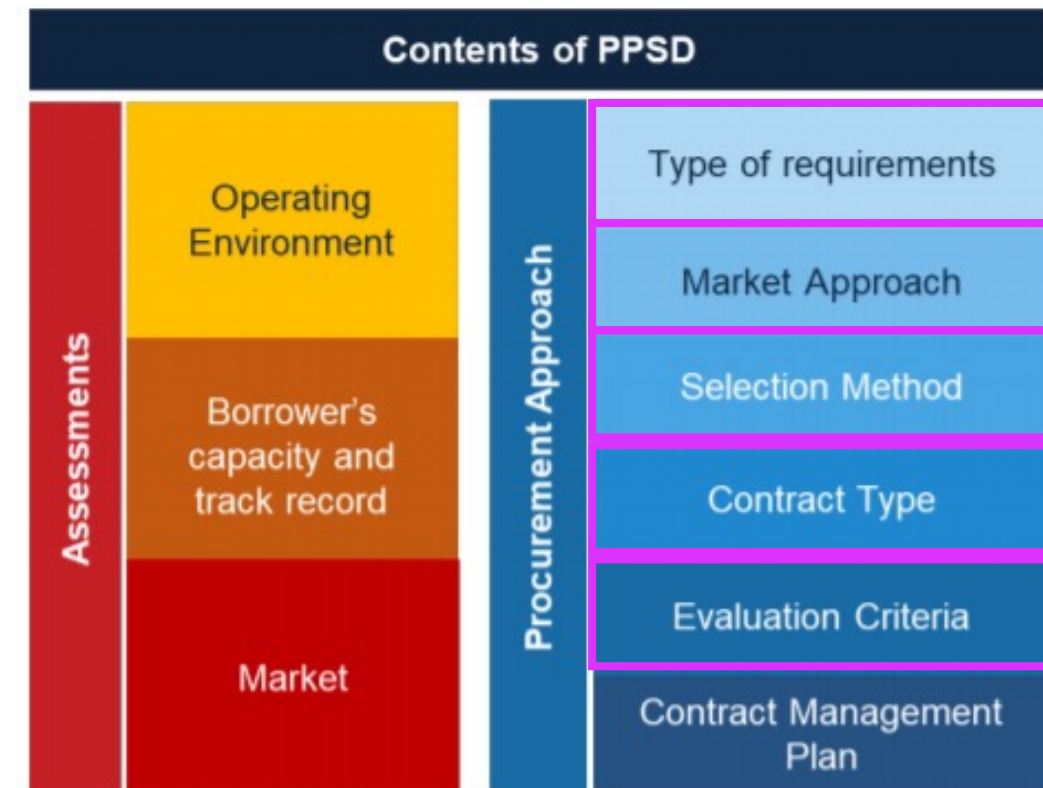 Contents of PPSD
Assessments
Operating
Environment
Borrower's
capacity and
track record
Market
Procurement Approach
Type of requirements
Market Approach
Selection Method
Contract Type
Evaluation Criteria
Contract Management
Plan